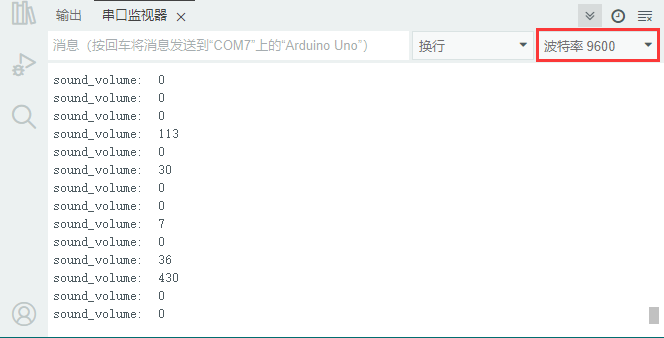 输出 串口监视器
消息（按回车将消息发送到“COM7”上的“Arduino Uno”） 换行 波特率 9600
sound_volume: 0
sound_volume: 0
sound_volume: 0
sound_volume: 113
sound_volume: 0
sound_volume: 30
sound_volume: 0
sound_volume: 0
sound_volume: 7
sound_volume: 0
sound_volume: 36
sound_volume: 430
sound_volume: 0
sound_volume: 0